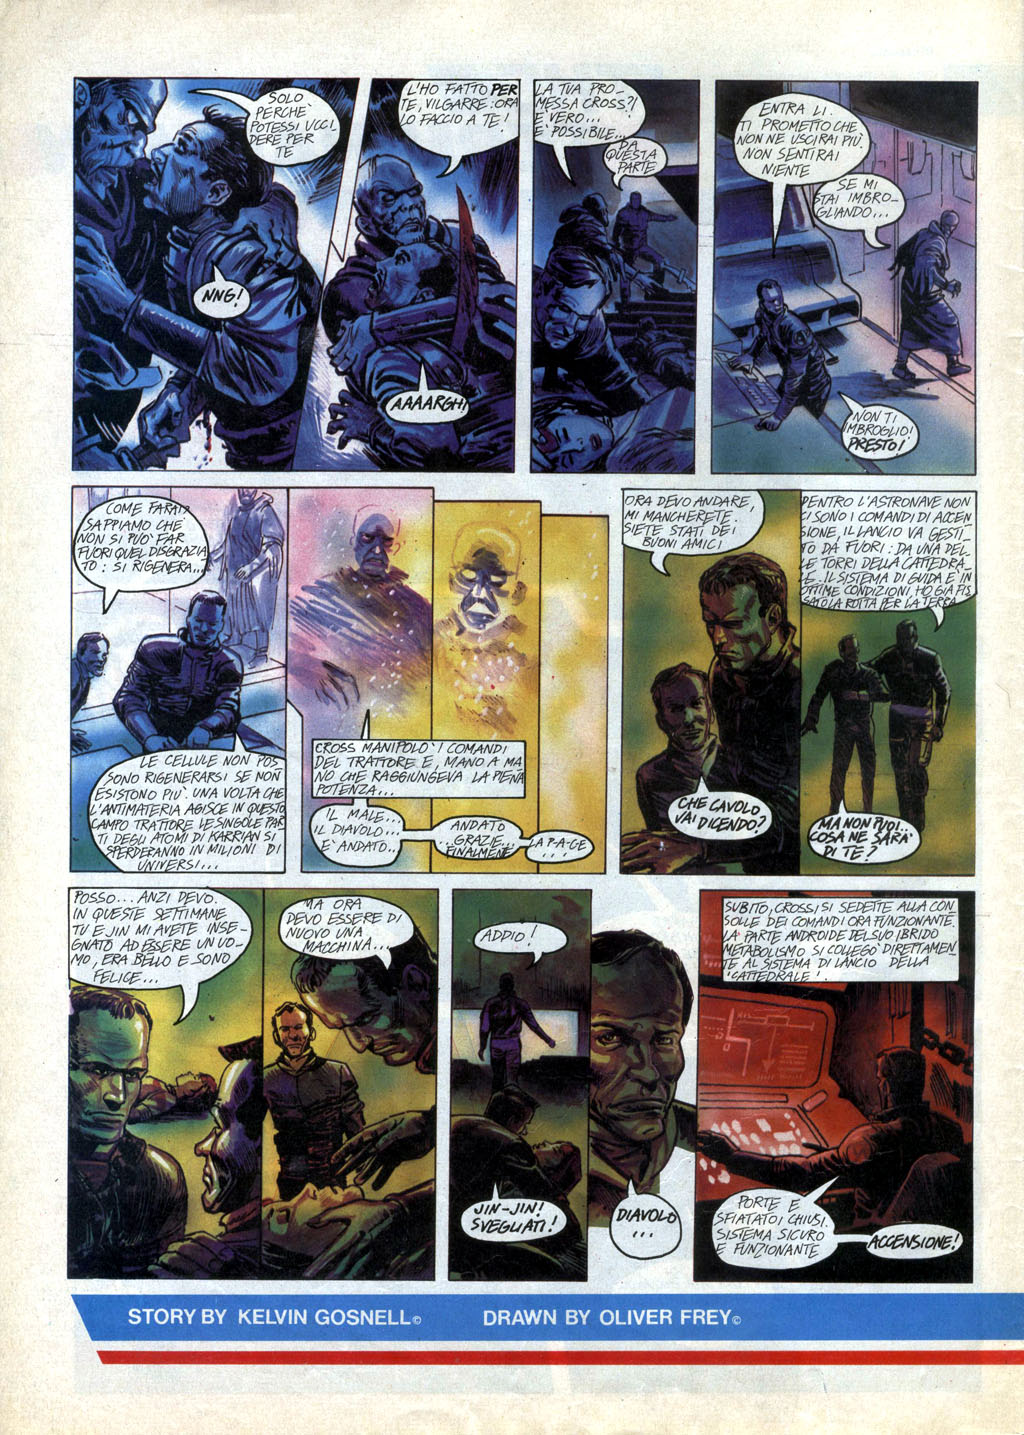 SOLO
PERCHÈ
POTESSI UCCI
DERE PER
TE
NNG!
L'HO FATTO PER
TE, VILGARRE: ORA
LO FACCIO A TE!
AAAARGH!
LA TUA PRO-
MESSA CROSS?!
E VERO...
E' POSSIBILE...
DA
QUESTA
PARTE
ENTRA LI.
TI PROMETTO CHE
NON NE USCIRAI PIÙ.
NON SENTIRAI
NIENTE
SE MI
STAI IMBRO-
GLIANDO...
NON TI
IMBROGLIO!
PRESTO!
COME FARAI?
SAPPIAMO CHE
NON SI PUO' FAR
FUORI QUEL DISGRAZIA
TO: SI RIGENERA...
LE CELLULE NON POS
SONO RIGENERARSI SE NON
ESISTONO PIU'. UNA VOLTA CHE
L'ANTIMATERIA AGISCE IN QUESTO
CAMPO TRATTORE LE SINGOLE PAR
TI DEGLI ATOMI DI KARRIAN SI
SPERDERANNO IN MILIONI DI
UNIVERSI...
CROSS MANIPOLO' I COMANDI
DEL TRATTORE E, MANO A MA
NO CHE RAGGIUNGEVA LA PIENA
POTENZA...
IL MALE...
IL DIAVOLO...
E' ANDATO...
ANDATO
...GRAZIE...
FINALMENTE
LA P-A-CE
...
ORA DEVO ANDARE,
MI MANCHERETE.
SIETE STATI DEI
BUONI AMICI
CHE CAVOLO
VAI DICENDO?
DENTRO L'ASTRONAVE NON
CI SONO I COMANDI DI ACCEN-
SIONE, IL LANCIO VA GESTI
TO DA FUORI: DA UNA DEL
LE TORRI DELLA CATTEDRA
LE. IL SISTEMA DI GUIDA E IN
OTTIME CONDIZIONI, HO GIA FIS
SATO LA ROTTA PER LA TERRA
MA NON PUOI...
COSA NE SARA'
DI TE?
POSSO... ANZI DEVO.
IN QUESTE SETTIMANE
TU E JIN MI AVETE INSE-
GNATO AD ESSERE UN UO-
MO, ERA BELLO E SONO
FELICE...
MA ORA
DEVO ESSERE DI
NUOVO UNA
MACCHINA...
ADDIO!
JIN-JIN!
SVEGLIATI!
DIAVOLO
...
SUBITO, CROSS, SI SEDETTE ALLA CON
SOLLE DEI COMANDI ORA FUNZIONANTE.
LA PARTE ANDROIDE DEL SUO IBRIDO
METABOLISMO SI COLLEGÒ DIRETTAMEN
TE AL SISTEMA DI LANCIO DELLA
'CATTEDRALE'.
PORTE E
SFIATATOI CHIUSI.
SISTEMA SICURO
E FUNZIONANTE
ACCENSIONE!
STORY BY KELVIN GOSNELL© DRAWN BY OLIVER FREY©